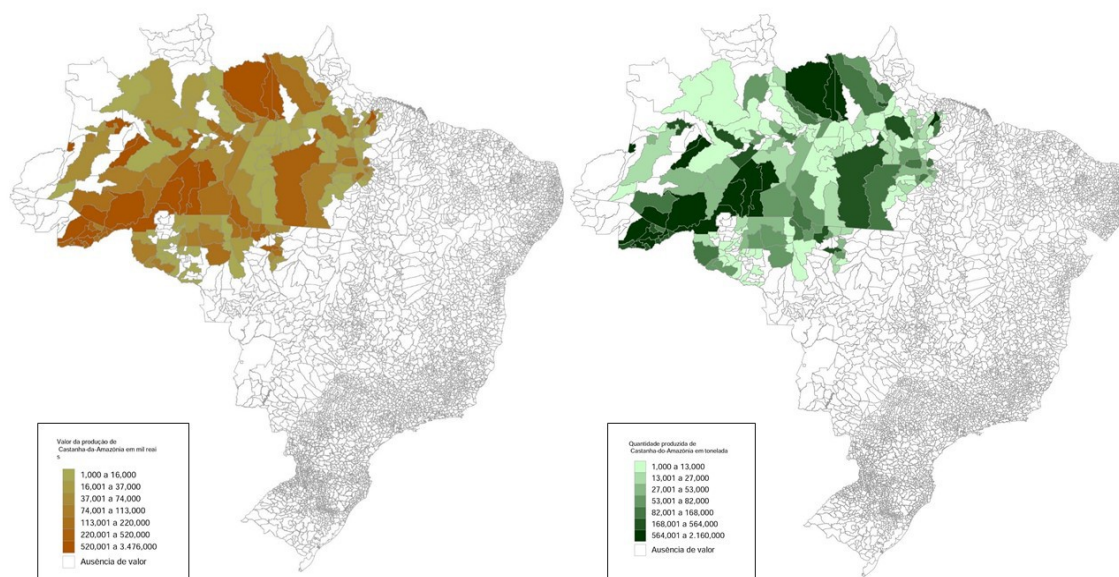 Valor da produção de
Castanha-da-Amazônia em mil reai
s
1,000 a 16,000
16,001 a 37,000
37,001 a 74,000
74,001 a 113,000
113,001 a 220,000
220,001 a 520,000
520,001 a 3.476,000
Ausência de valor
Quantidade produzida de
Castanha-do-Amazônia em tonelada
1,000 a 13,000
13,001 a 27,000
27,001 a 53,000
53,001 a 82,000
82,001 a 168,000
168,001 a 564,000
564,001 a 2.160,000
Ausência de valor